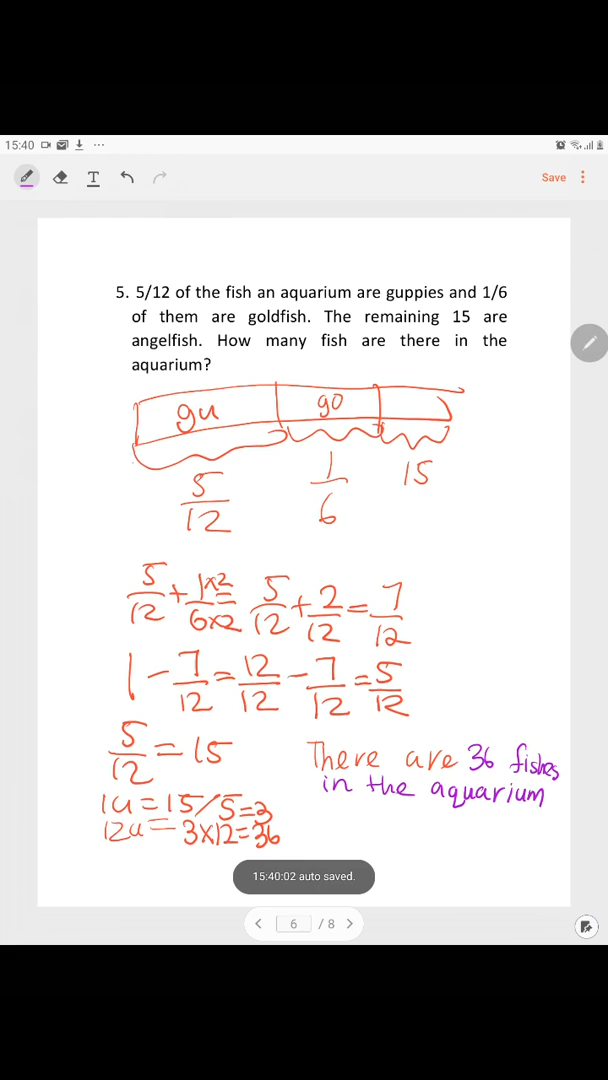 15:40
T
Save
5. 5/12 of the fish an aquarium are guppies and 1/6
of them are goldfish. The remaining 15 are
angelfish. How many fish are there in the
aquarium?
gu go
5/12 1/6 15
5/12 + 1×2/6×2 = 5/12 + 2/12 = 7/12
1 - 7/12 = 12/12 - 7/12 = 5/12
5/12 = 15
There are 36 fishes
in the aquarium
1u = 15/5 = 3
12u = 3×12 = 36
15:40:02 auto saved.
< 6 / 8 >